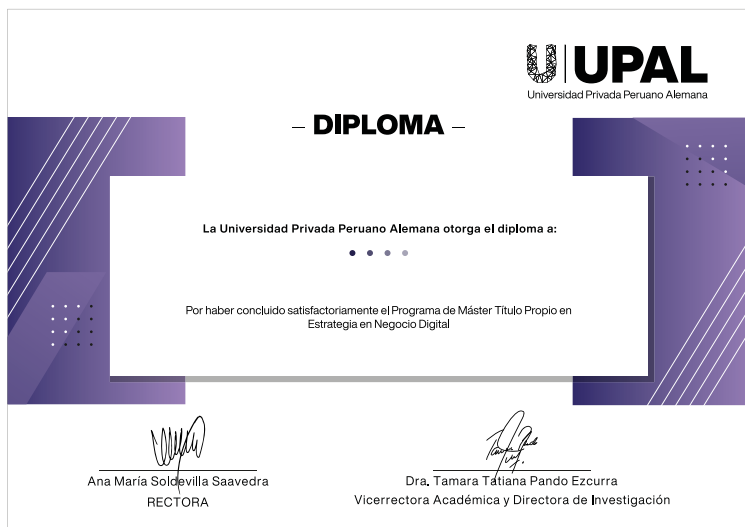 UPAL
Universidad Privada Peruano Alemana
– DIPLOMA –
La Universidad Privada Peruano Alemana otorga el diploma a:
Por haber concluido satisfactoriamente el Programa de Máster Título Propio en
Estrategia en Negocio Digital
Ana María Soldevilla Saavedra
RECTORA
Dra. Tamara Tatiana Pando Ezcurra
Vicerrectora Académica y Directora de Investigación